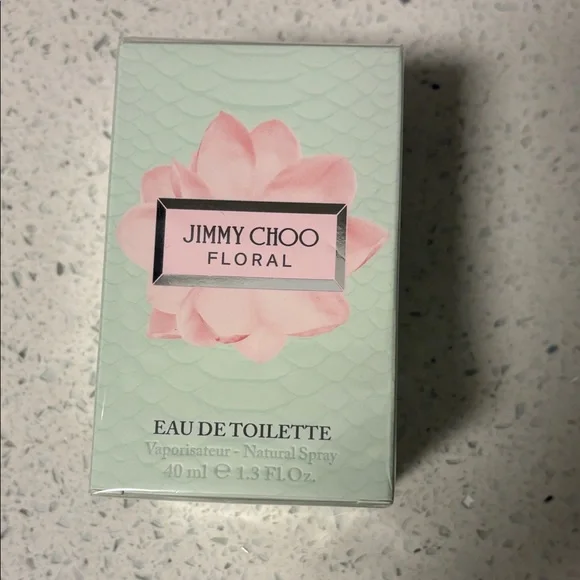 JIMMY CHOO
FLORAL
EAU DE TOILETTE
Vaporisateur - Natural Spray
40 ml ℮ 1.3 Fl.Oz.